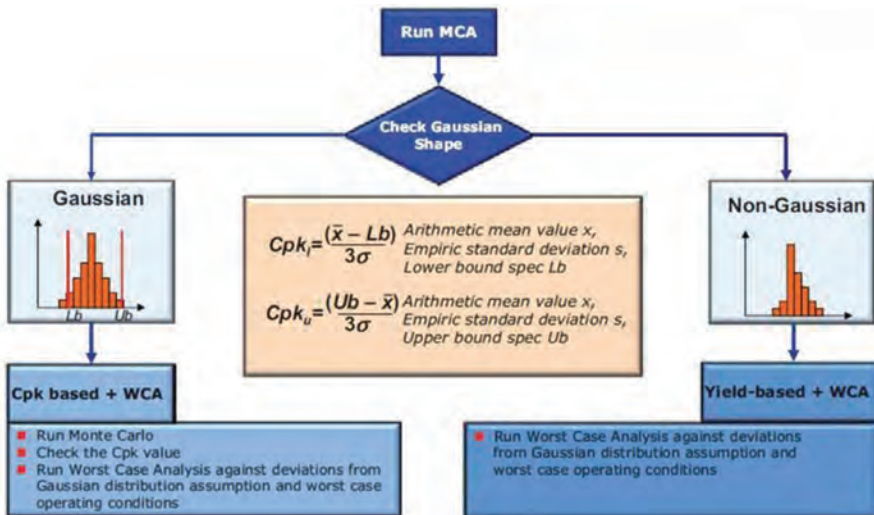 Run MCA
Check Gaussian
Shape
Gaussian
Lb
Ub
Cpk based + WCA
Run Monte Carlo
Check the Cpk value
Run Worst Case Analysis against deviations from
Gaussian distribution assumption and worst case
operating conditions
Cpkₗ=(x̄ – Lb)/3σ
Arithmetic mean value x,
Empiric standard deviation s,
Lower bound spec Lb
Cpkᵤ=(Ub – x̄)/3σ
Arithmetic mean value x,
Empiric standard deviation s,
Upper bound spec Ub
Non-Gaussian
Yield-based + WCA
Run Worst Case Analysis against deviations
from Gaussian distribution assumption and
worst case operating conditions